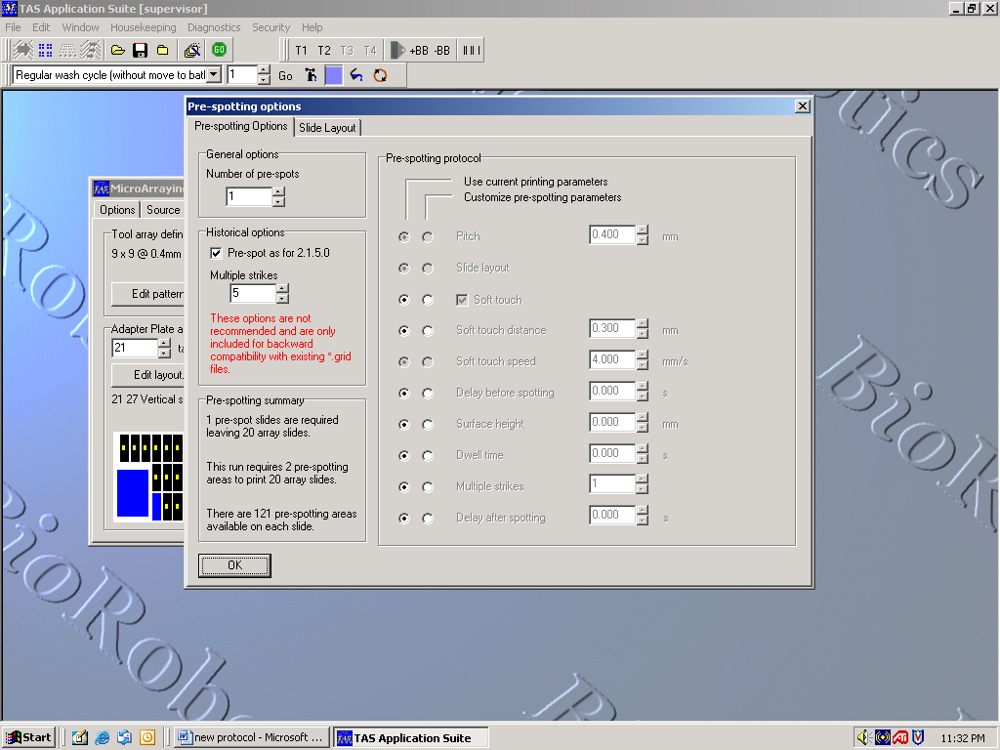 TAS Application Suite [supervisor]
File Edit Window Housekeeping Diagnostics Security Help
GO T1 T2 T3 T4 +BB -BB
Regular wash cycle (without move to batl 1 Go
Pre-spotting options
Pre-spotting Options Slide Layout
General options
Number of pre-spots
1
Historical options
Pre-spot as for 2.1.5.0
Multiple strikes
5
These options are not
recommended and are only
included for backward
compatibility with existing *.grid
files.
Pre-spotting summary
1 pre-spot slides are required
leaving 20 array slides.
This run requires 2 pre-spotting
areas to print 20 array slides.
There are 121 pre-spotting areas
available on each slide.
OK
Pre-spotting protocol
Use current printing parameters
Customize pre-spotting parameters
Pitch 0.400 mm
Slide layout
Soft touch
Soft touch distance 0.300 mm
Soft touch speed 4.000 mm/s
Delay before spotting 0.000 s
Surface height 0.000 mm
Dwell time 0.000 s
Multiple strikes 1
Delay after spotting 0.000 s
MicroArraying
Options Source
Tool array defin
9 x 9 @ 0.4mm
Edit pattern
Adapter Plate a
21 ta
Edit layout.
21 27 Vertical s
BioRobotics
BioRob
BioRobo
Start new protocol - Microsoft ... TAS Application Suite 11:32 PM